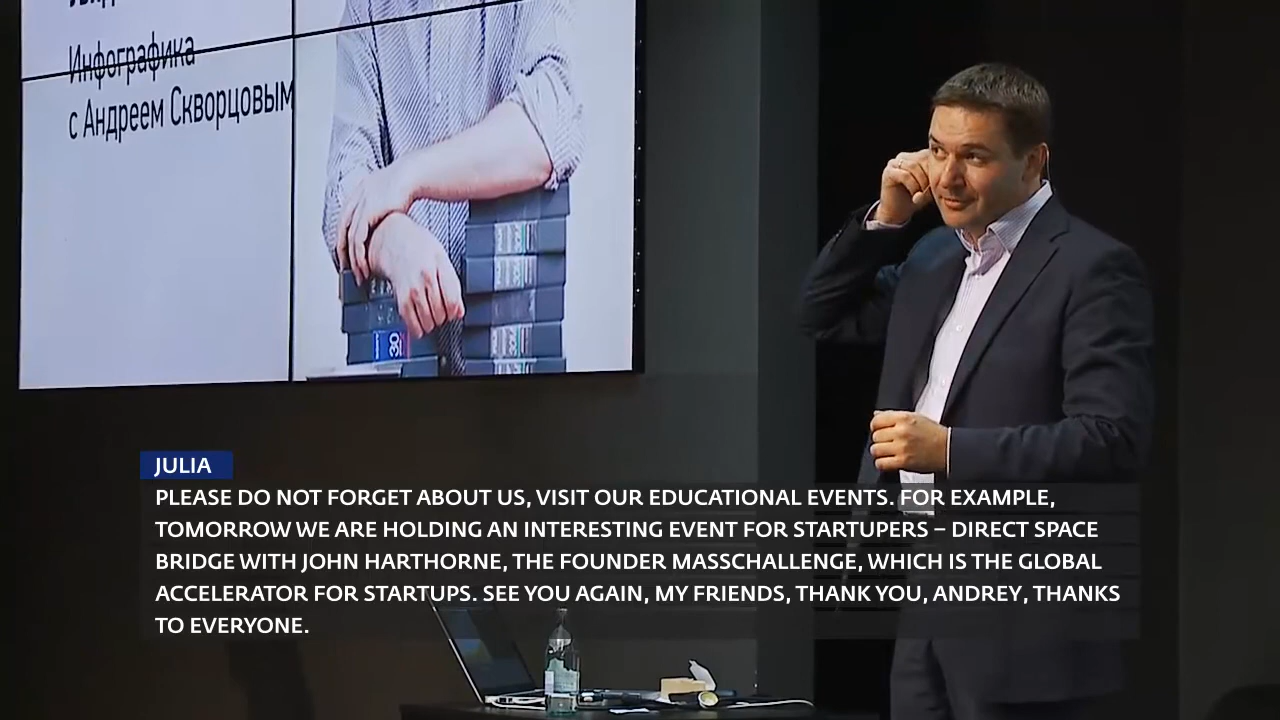 Инфографика
с Андреем Скворцовым
30
JULIA
PLEASE DO NOT FORGET ABOUT US, VISIT OUR EDUCATIONAL EVENTS. FOR EXAMPLE,
TOMORROW WE ARE HOLDING AN INTERESTING EVENT FOR STARTUPERS – DIRECT SPACE
BRIDGE WITH JOHN HARTHORNE, THE FOUNDER MASSCHALLENGE, WHICH IS THE GLOBAL
ACCELERATOR FOR STARTUPS. SEE YOU AGAIN, MY FRIENDS, THANK YOU, ANDREY, THANKS
TO EVERYONE.